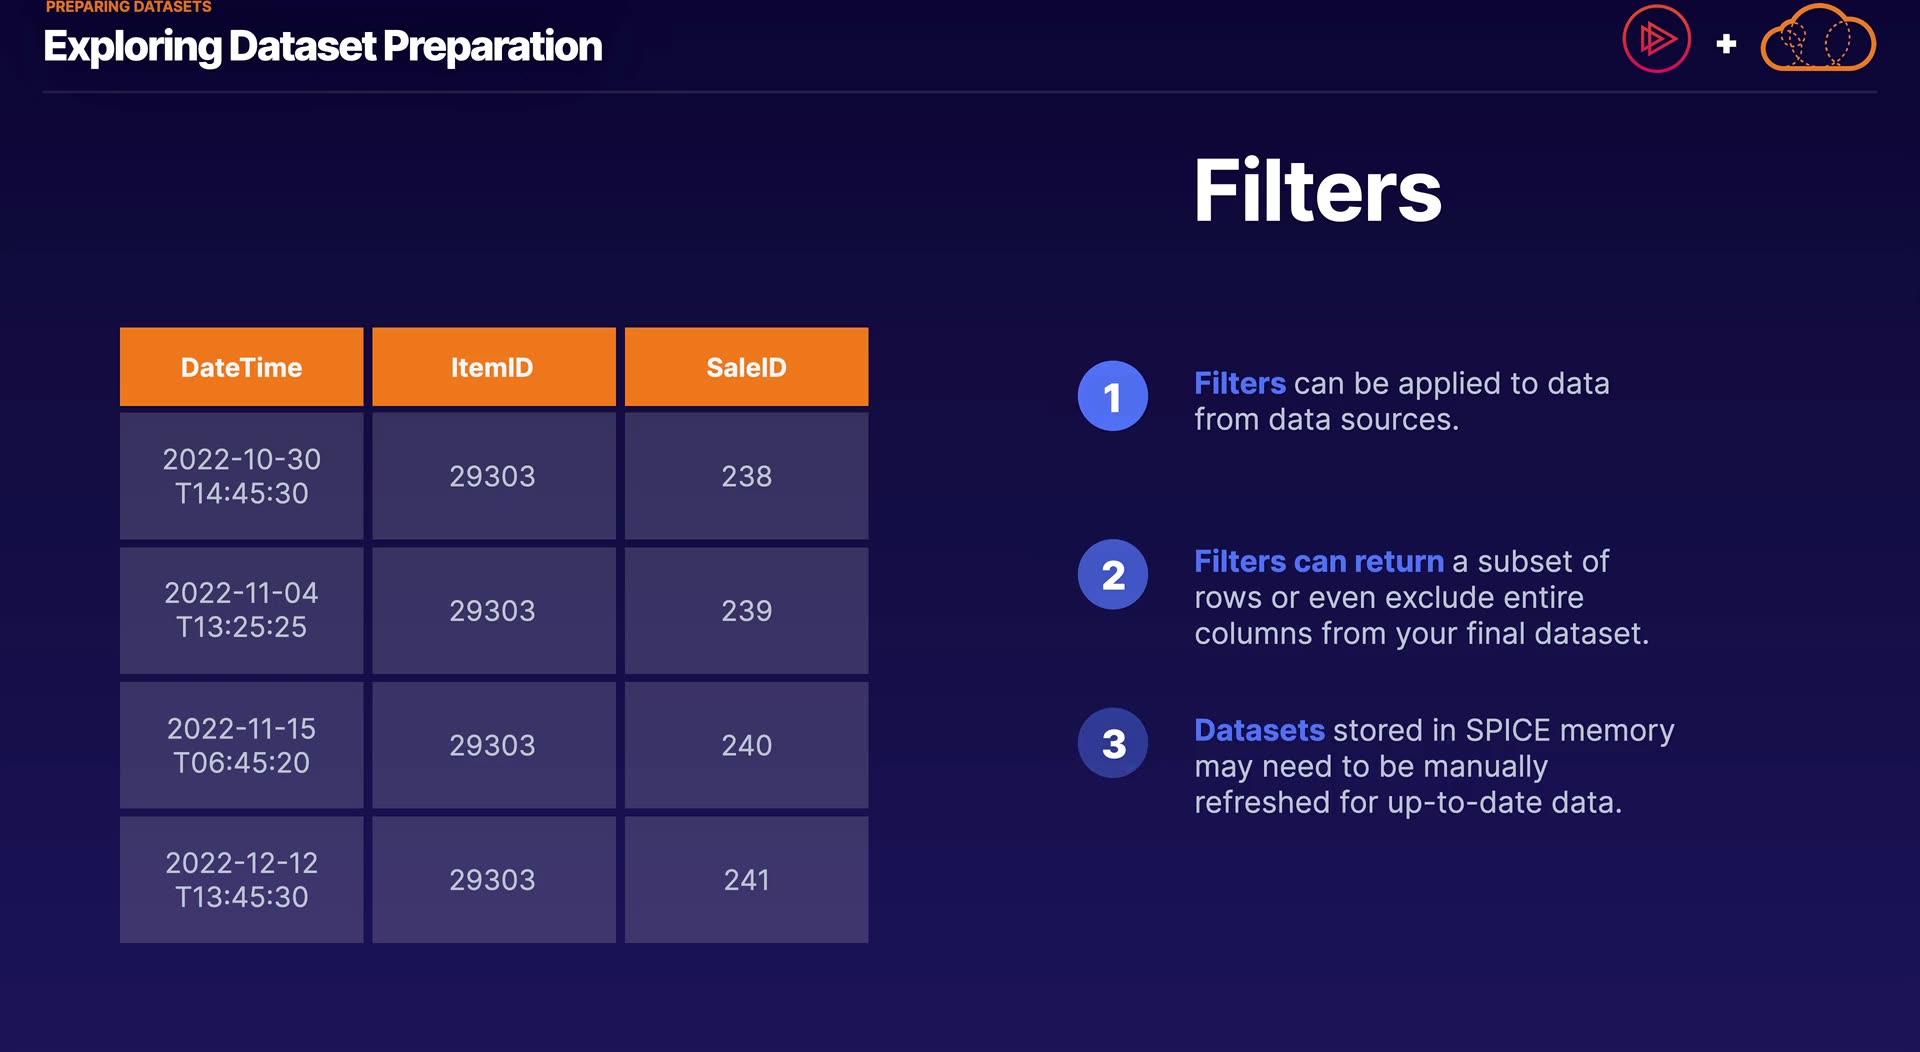 PREPARING DATASETS
Exploring Dataset Preparation
+
Filters
DateTime ItemID SaleID
2022-10-30
T14:45:30
29303
238
2022-11-04
T13:25:25
29303
239
2022-11-15
T06:45:20
29303
240
2022-12-12
T13:45:30
29303
241
1
Filters can be applied to data
from data sources.
2
Filters can return a subset of
rows or even exclude entire
columns from your final dataset.
3
Datasets stored in SPICE memory
may need to be manually
refreshed for up-to-date data.